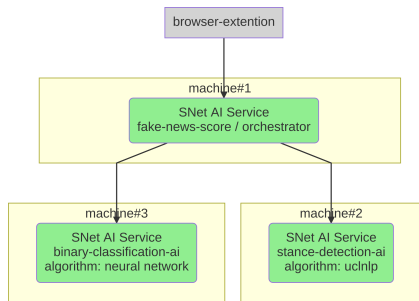 browser-extention
machine#1
SNet AI Service
fake-news-score / orchestrator
machine#3
SNet AI Service
binary-classification-ai
algorithm: neural network
machine#2
SNet AI Service
stance-detection-ai
algorithm: uclnlp